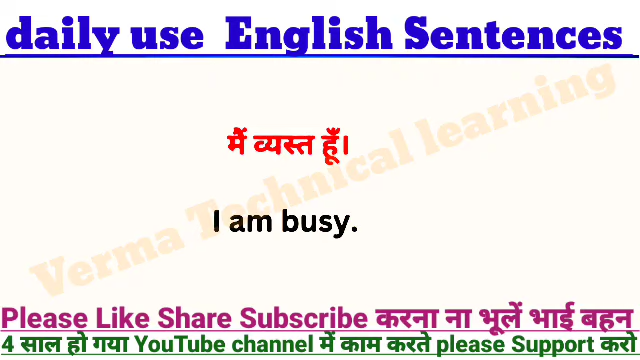 daily use English Sentences
मैं व्यस्त हूँ।
I am busy.
Verma Technical learning
Please Like Share Subscribe करना ना भूलें भाई बहन
4 साल हो गया YouTube channel में काम करते please Support करो